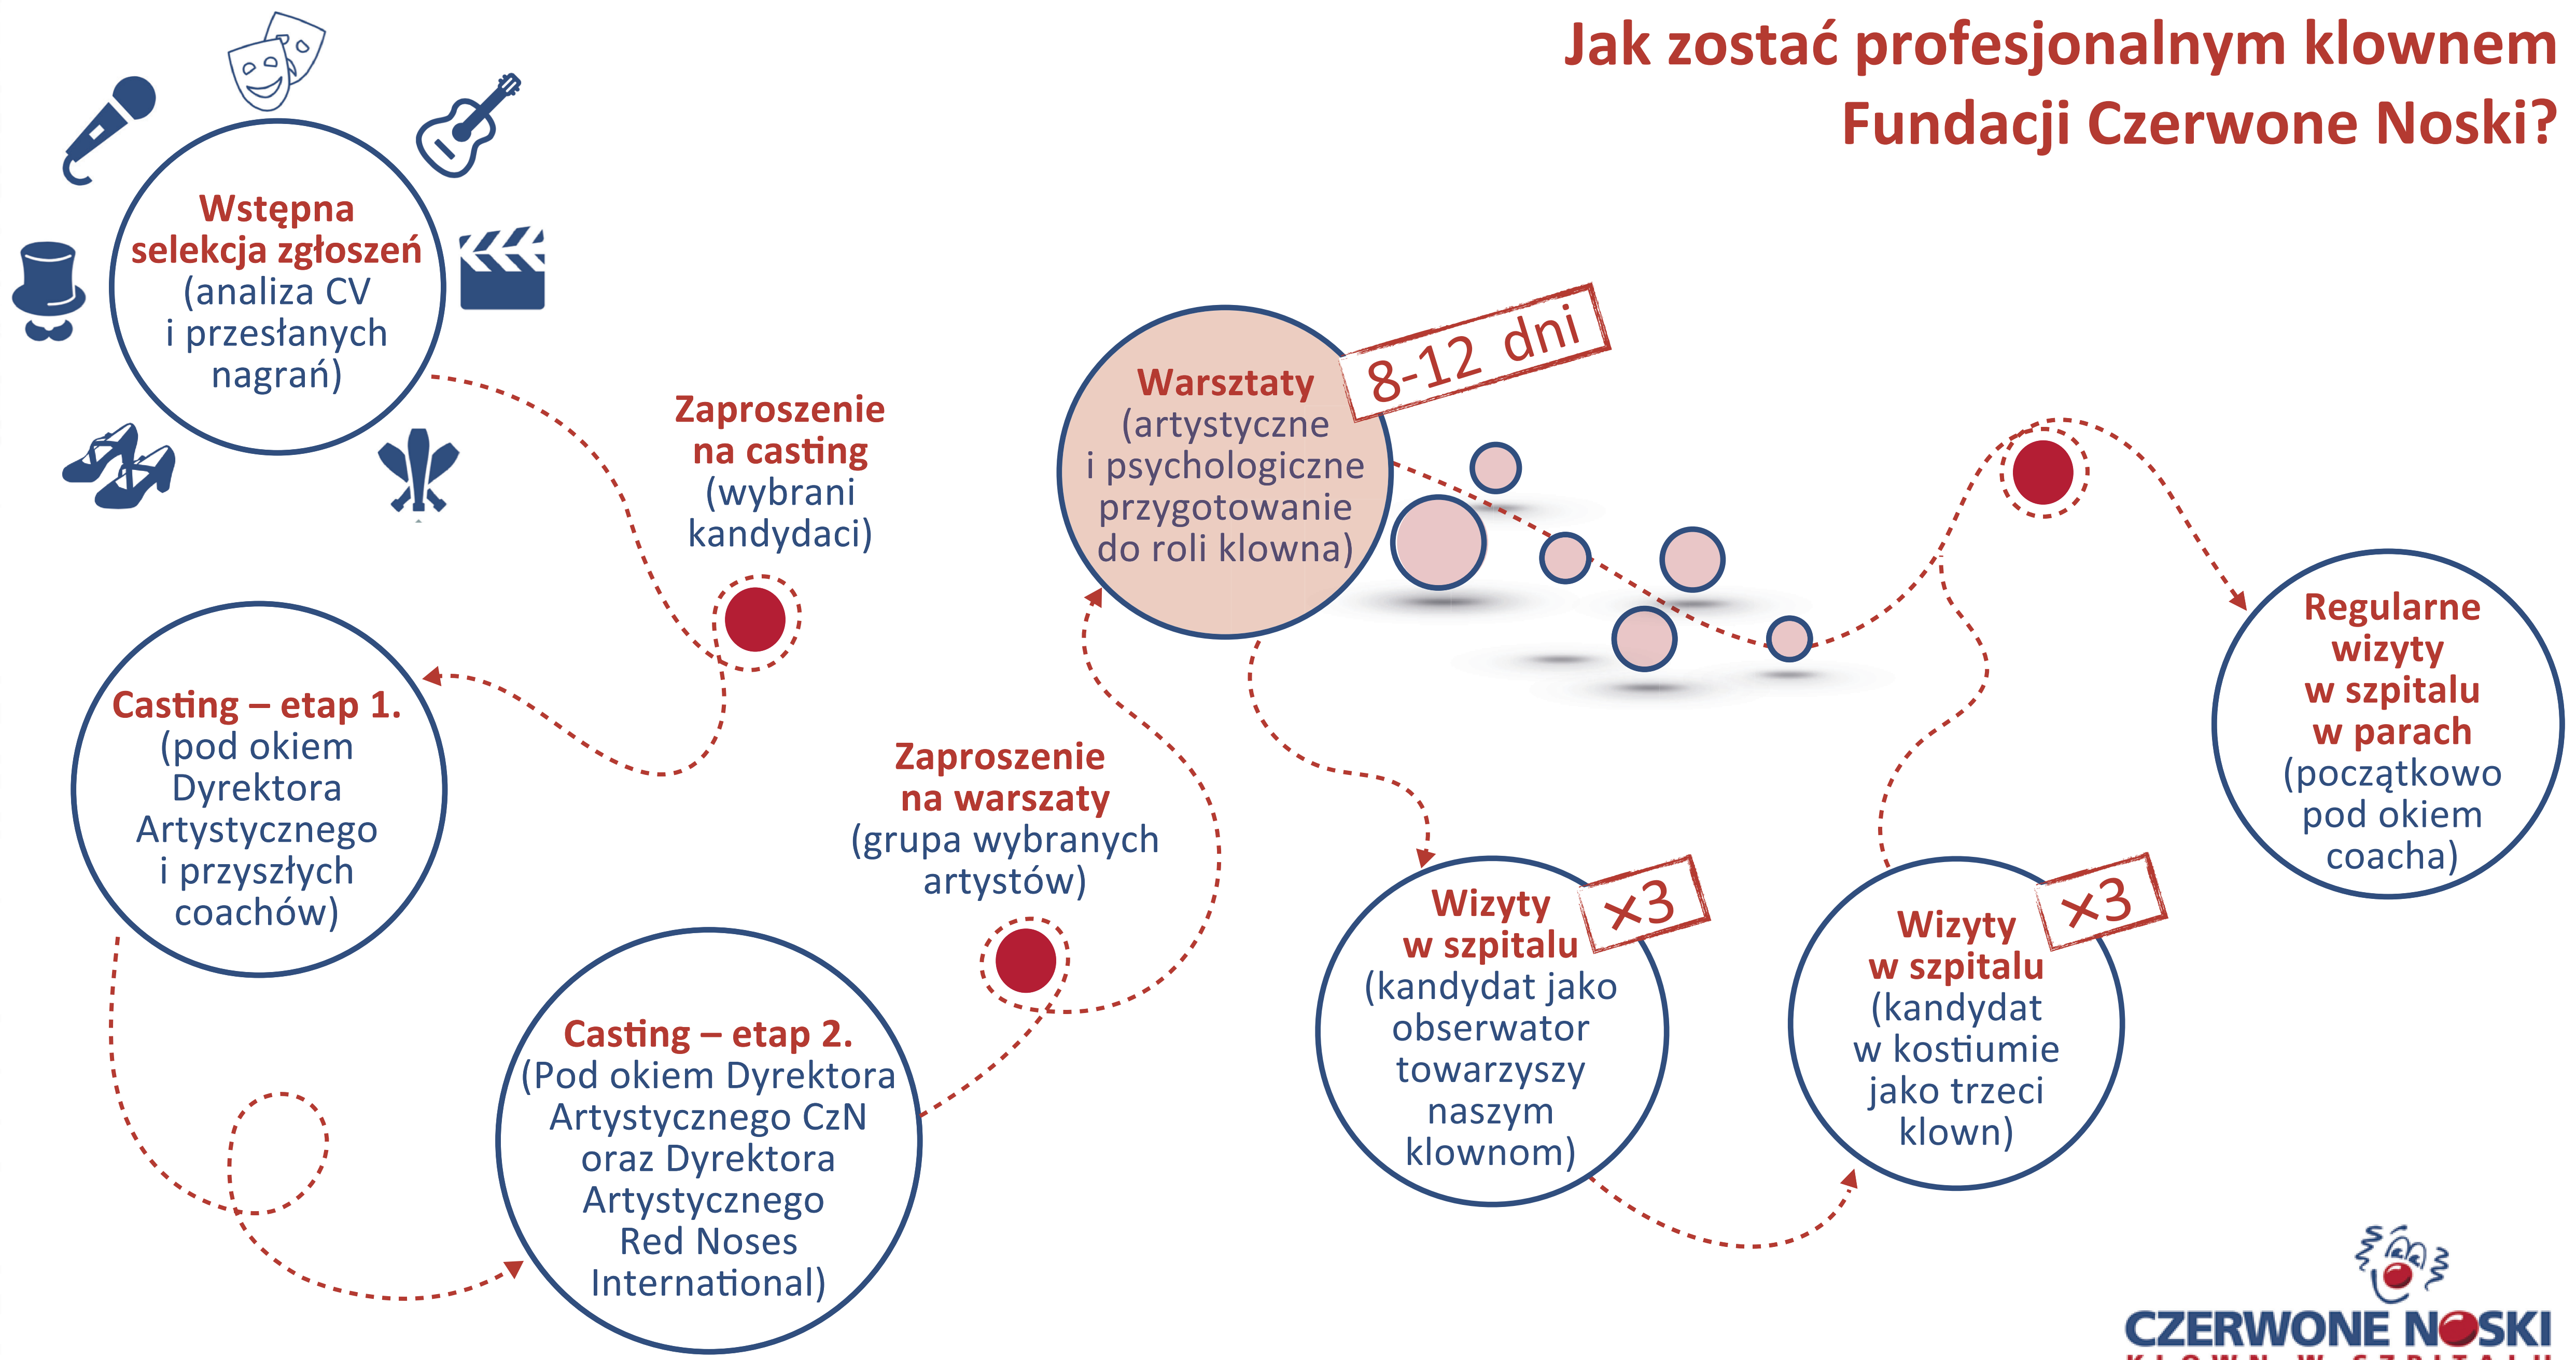 Jak zostać profesjonalnym klownem
Fundacji Czerwone Noski?
Wstępna
selekcja zgłoszeń
(analiza CV
i przesłanych
nagrań)
Zaproszenie
na casting
(wybrani
kandydaci)
Casting – etap 1.
(pod okiem
Dyrektora
Artystycznego
i przyszłych
coachów)
Casting – etap 2.
(Pod okiem Dyrektora
Artystycznego CzN
oraz Dyrektora
Artystycznego
Red Noses
International)
Zaproszenie
na warszaty
(grupa wybranych
artystów)
Warsztaty
(artystyczne
i psychologiczne
przygotowanie
do roli klowna)
8-12 dni
Wizyty
w szpitalu
(kandydat jako
obserwator
towarzyszy
naszym
klownom)
×3
Wizyty
w szpitalu
(kandydat
w kostiumie
jako trzeci
klown)
×3
Regularne
wizyty
w szpitalu
w parach
(początkowo
pod okiem
coacha)
CZERWONE NOSKI